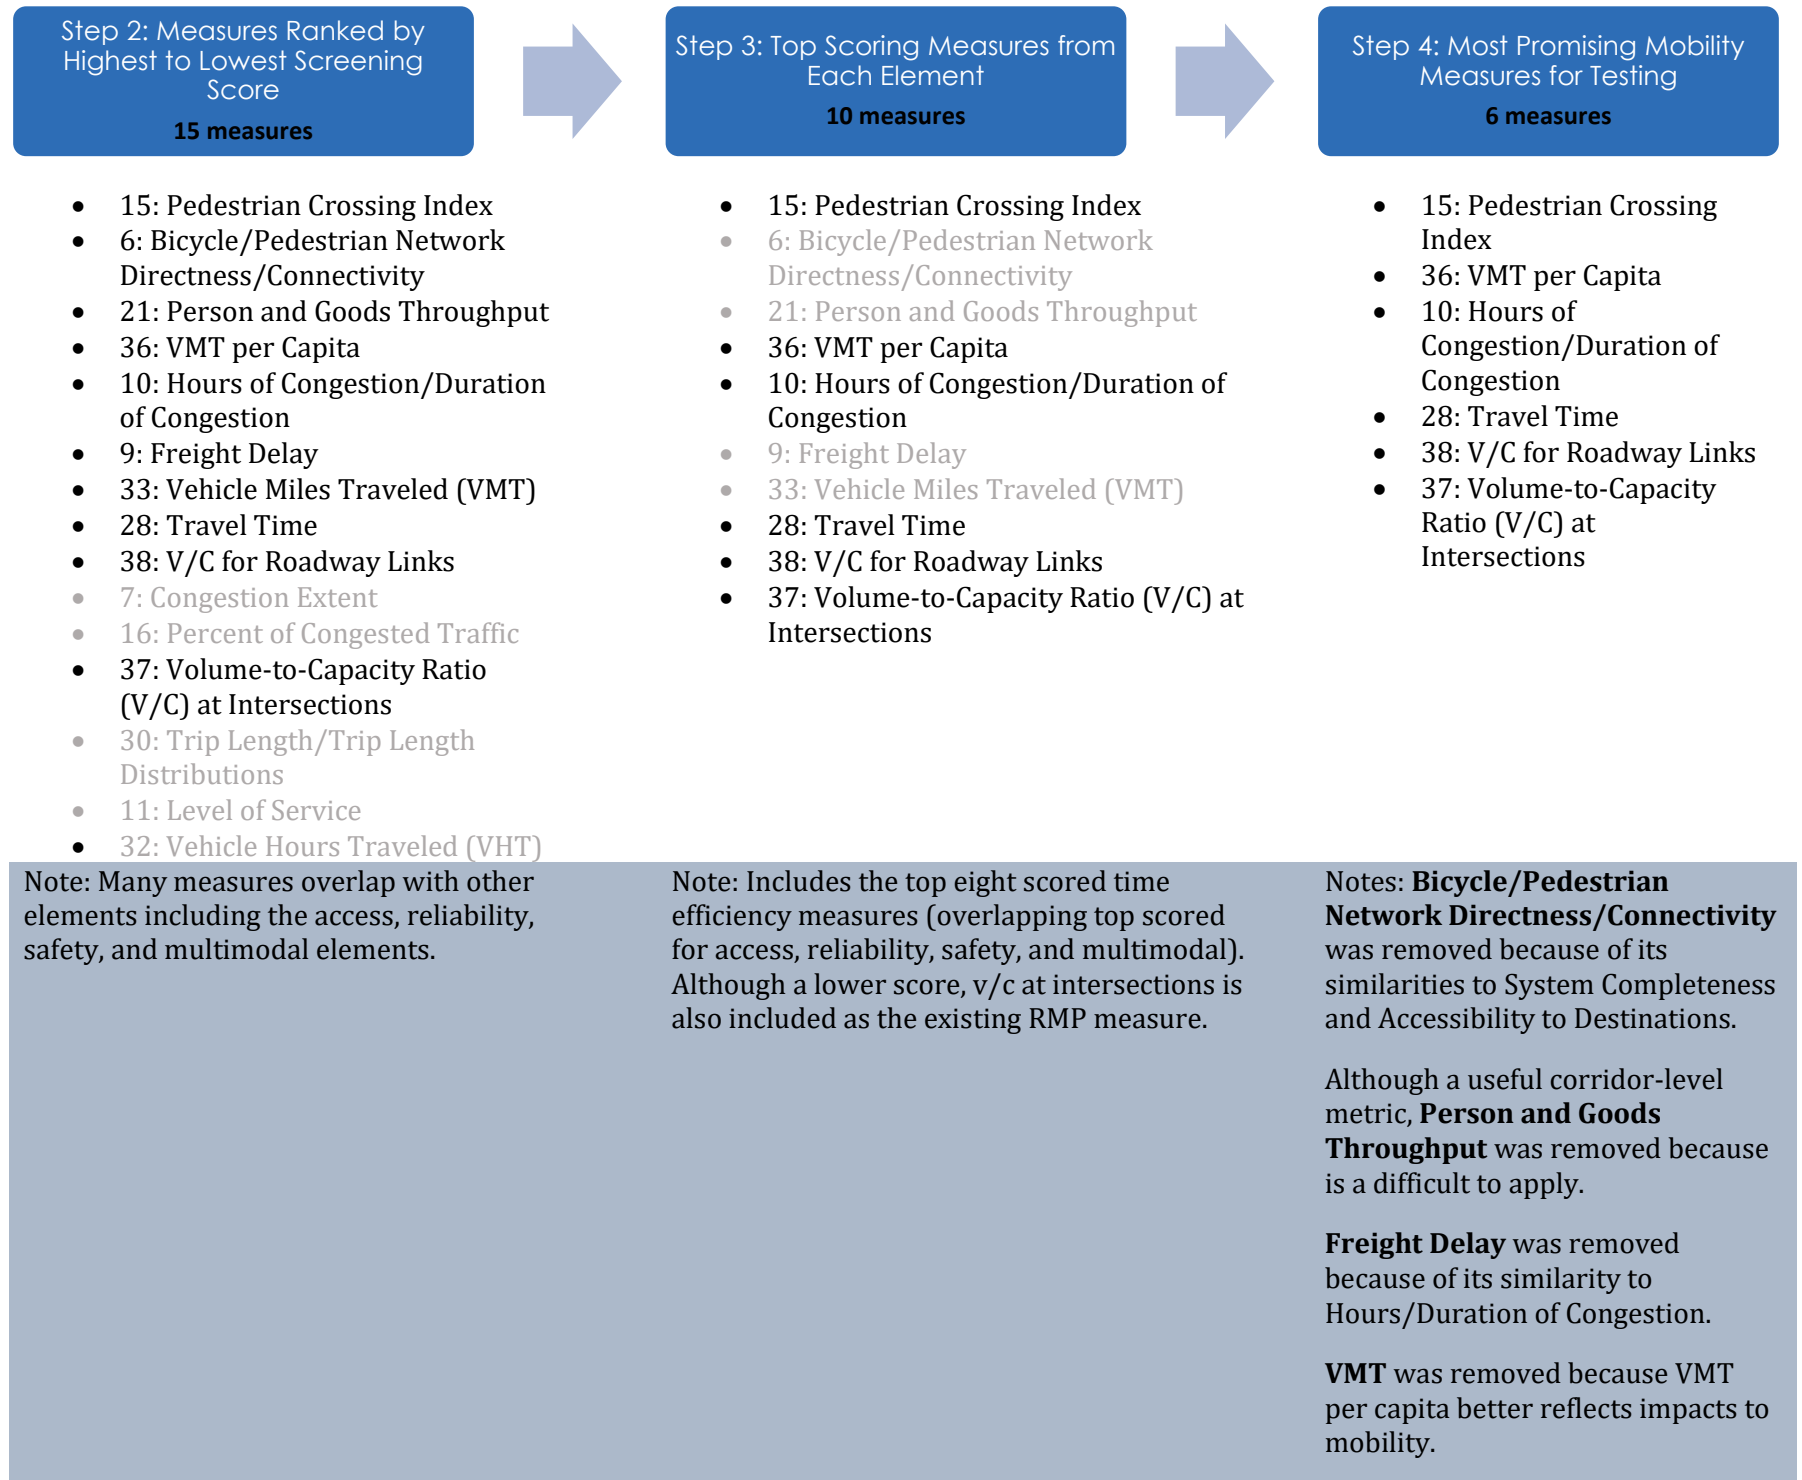 Step 2: Measures Ranked by
Highest to Lowest Screening
Score
15 measures
• 15: Pedestrian Crossing Index
• 6: Bicycle/Pedestrian Network
Directness/Connectivity
• 21: Person and Goods Throughput
• 36: VMT per Capita
• 10: Hours of Congestion/Duration
of Congestion
• 9: Freight Delay
• 33: Vehicle Miles Traveled (VMT)
• 28: Travel Time
• 38: V/C for Roadway Links
• 7: Congestion Extent
• 16: Percent of Congested Traffic
• 37: Volume-to-Capacity Ratio
(V/C) at Intersections
• 30: Trip Length/Trip Length
Distributions
• 11: Level of Service
• 32: Vehicle Hours Traveled (VHT)
Note: Many measures overlap with other
elements including the access, reliability,
safety, and multimodal elements.
Step 3: Top Scoring Measures from
Each Element
10 measures
• 15: Pedestrian Crossing Index
• 6: Bicycle/Pedestrian Network
Directness/Connectivity
• 21: Person and Goods Throughput
• 36: VMT per Capita
• 10: Hours of Congestion/Duration of
Congestion
• 9: Freight Delay
• 33: Vehicle Miles Traveled (VMT)
• 28: Travel Time
• 38: V/C for Roadway Links
• 37: Volume-to-Capacity Ratio (V/C) at
Intersections
Note: Includes the top eight scored time
efficiency measures (overlapping top scored
for access, reliability, safety, and multimodal).
Although a lower score, v/c at intersections is
also included as the existing RMP measure.
Step 4: Most Promising Mobility
Measures for Testing
6 measures
• 15: Pedestrian Crossing
Index
• 36: VMT per Capita
• 10: Hours of
Congestion/Duration of
Congestion
• 28: Travel Time
• 38: V/C for Roadway Links
• 37: Volume-to-Capacity
Ratio (V/C) at
Intersections
Notes: Bicycle/Pedestrian
Network Directness/Connectivity
was removed because of its
similarities to System Completeness
and Accessibility to Destinations.
Although a useful corridor-level
metric, Person and Goods
Throughput was removed because
is a difficult to apply.
Freight Delay was removed
because of its similarity to
Hours/Duration of Congestion.
VMT was removed because VMT
per capita better reflects impacts to
mobility.